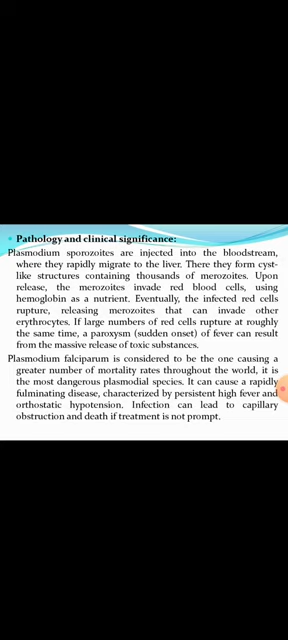 Pathology and clinical significance:
Plasmodium sporozoites are injected into the bloodstream,
where they rapidly migrate to the liver. There they form cyst-
like structures containing thousands of merozoites. Upon
release, the merozoites invade red blood cells, using
hemoglobin as a nutrient. Eventually, the infected red cells
rupture, releasing merozoites that can invade other
erythrocytes. If large numbers of red cells rupture at roughly
the same time, a paroxysm (sudden onset) of fever can result
from the massive release of toxic substances.
Plasmodium falciparum is considered to be the one causing a
greater number of mortality rates throughout the world, it is
the most dangerous plasmodial species. It can cause a rapidly
fulminating disease, characterized by persistent high fever and
orthostatic hypotension. Infection can lead to capillary
obstruction and death if treatment is not prompt.